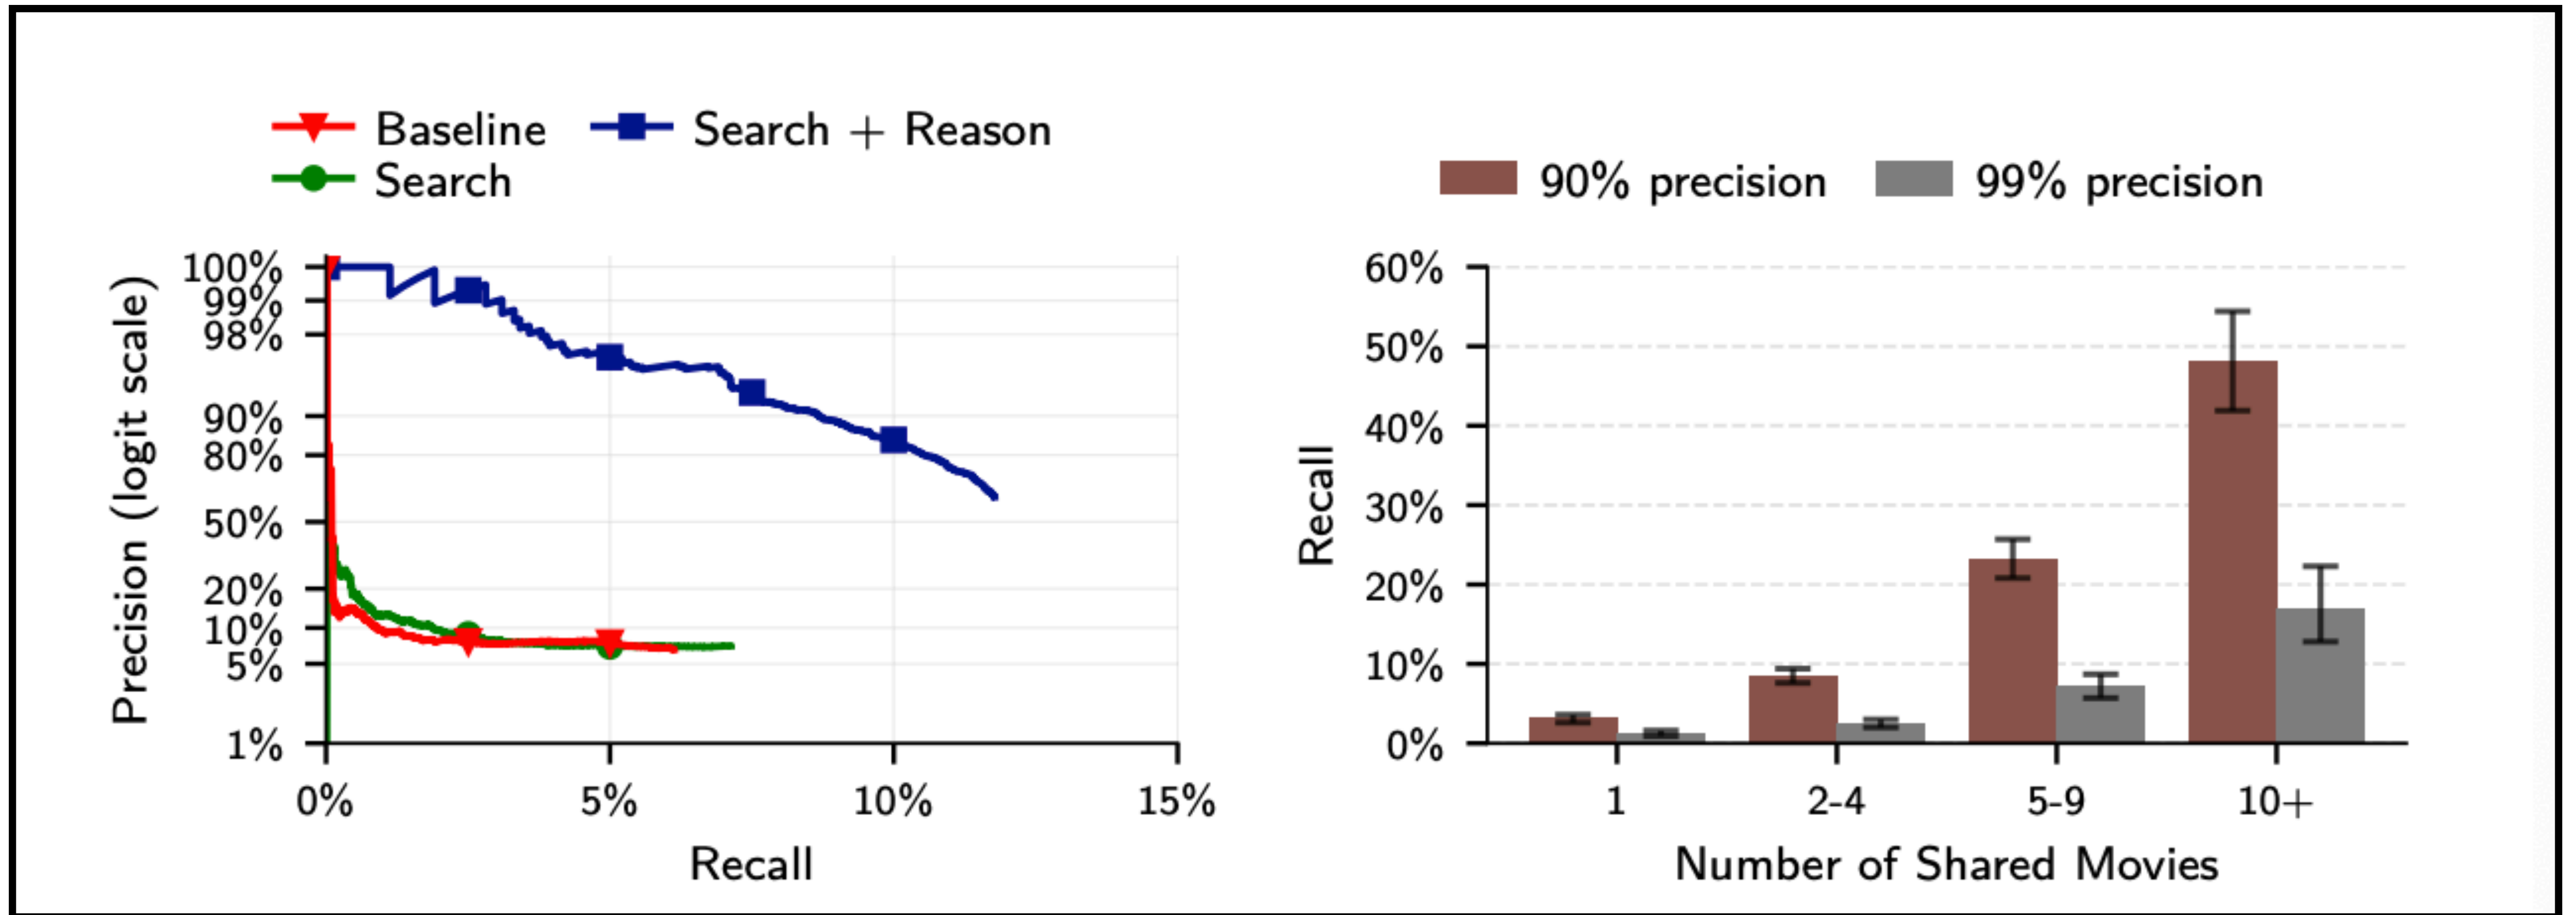 Baseline
Search + Reason
Search
100%
99%
98%
90%
80%
50%
20%
10%
5%
1%
Precision (logit scale)
0%
5%
10%
15%
Recall
90% precision
99% precision
60%
50%
40%
30%
20%
10%
0%
Recall
1
2-4
5-9
10+
Number of Shared Movies